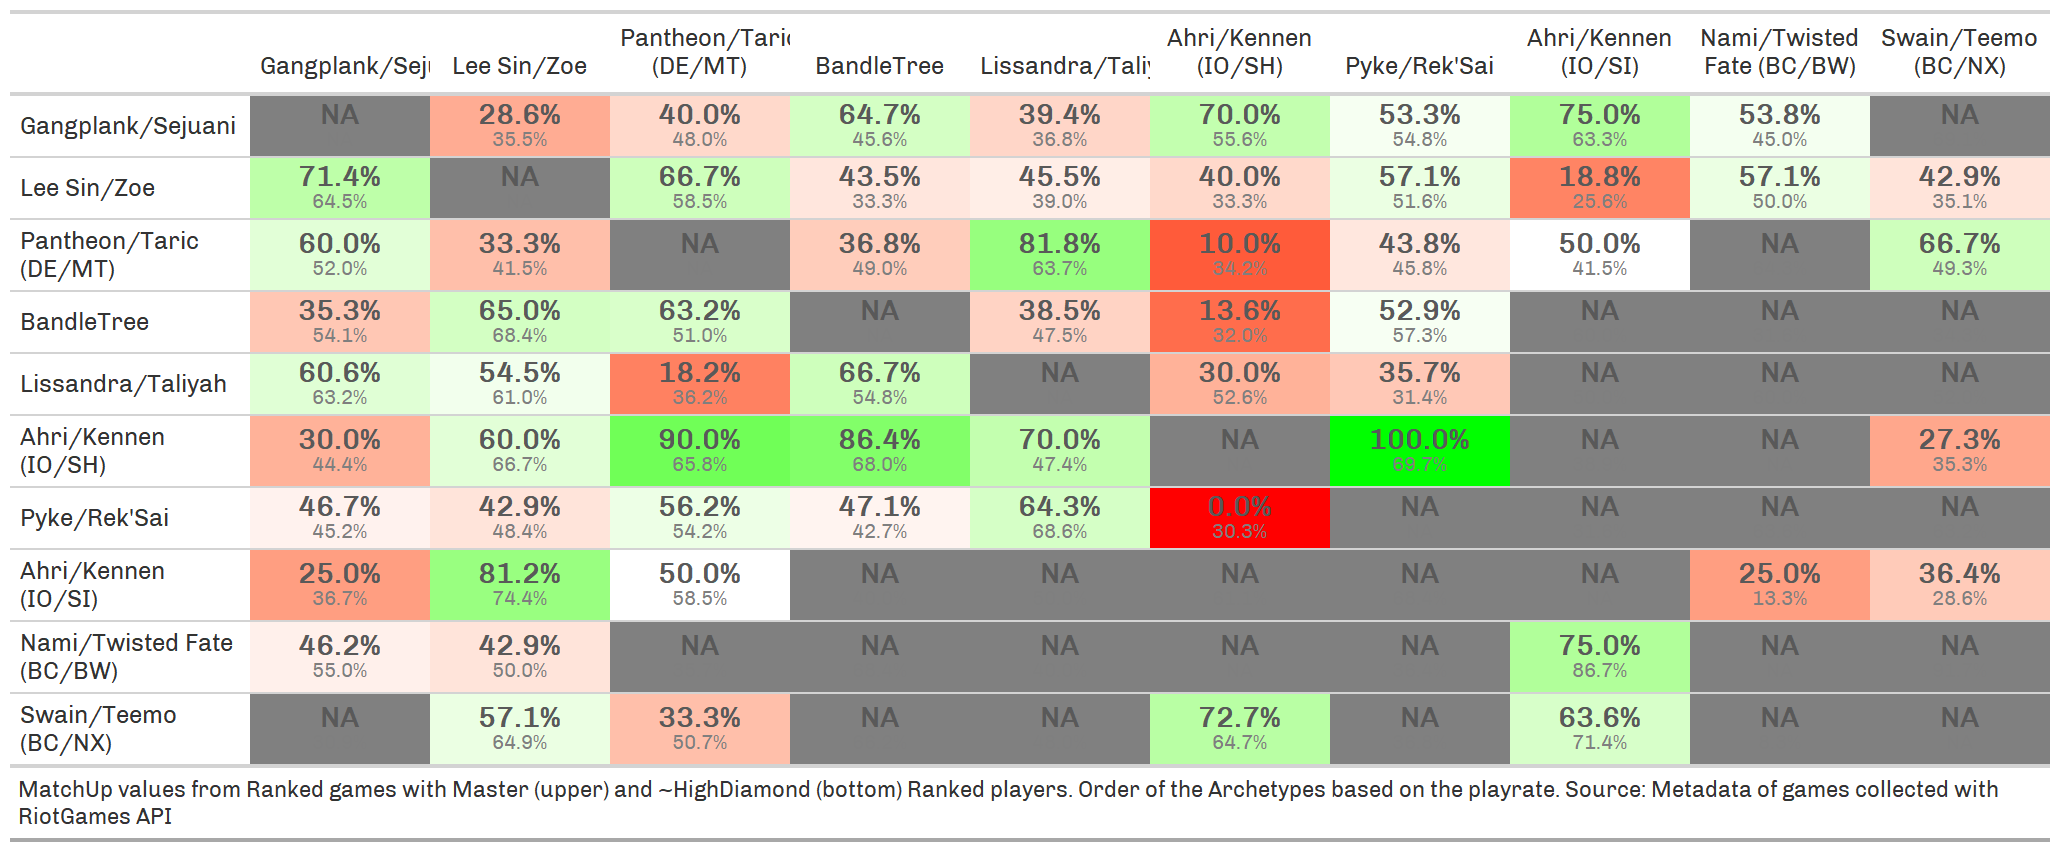 Gangplank/Sej Lee Sin/Zoe Pantheon/Taric (DE/MT) BandleTree Lissandra/Taliy Ahri/Kennen (IO/SH) Pyke/Rek'Sai Ahri/Kennen (IO/SI) Nami/Twisted Fate (BC/BW) Swain/Teemo (BC/NX)
Gangplank/Sejuani NA 28.6% 40.0% 64.7% 39.4% 70.0% 53.3% 75.0% 53.8% NA
35.5% 48.0% 45.6% 36.8% 55.6% 54.8% 63.3% 45.0%
Lee Sin/Zoe 71.4% NA 66.7% 43.5% 45.5% 40.0% 57.1% 18.8% 57.1% 42.9%
64.5% 58.5% 33.3% 39.0% 33.3% 51.6% 25.6% 50.0% 35.1%
Pantheon/Taric 60.0% 33.3% NA 36.8% 81.8% 10.0% 43.8% 50.0% NA 66.7%
(DE/MT) 52.0% 41.5% 49.0% 63.7% 34.2% 45.8% 41.5% 49.3%
BandleTree 35.3% 65.0% 63.2% NA 38.5% 13.6% 52.9% NA NA NA
54.1% 68.4% 51.0% 47.5% 32.0% 57.3%
Lissandra/Taliyah 60.6% 54.5% 18.2% 66.7% NA 30.0% 35.7% NA NA NA
63.2% 61.0% 36.2% 54.8% 52.6% 31.4%
Ahri/Kennen 30.0% 60.0% 90.0% 86.4% 70.0% NA 100.0% NA NA 27.3%
(IO/SH) 44.4% 66.7% 65.8% 68.0% 47.4% 69.7% 35.3%
Pyke/Rek'Sai 46.7% 42.9% 56.2% 47.1% 64.3% 0.0% NA NA NA NA
45.2% 48.4% 54.2% 42.7% 68.6% 30.3%
Ahri/Kennen 25.0% 81.2% 50.0% NA NA NA NA NA 25.0% 36.4%
(IO/SI) 36.7% 74.4% 58.5% 13.3% 28.6%
Nami/Twisted Fate 46.2% 42.9% NA NA NA NA NA 75.0% NA NA
(BC/BW) 55.0% 50.0% 86.7%
Swain/Teemo NA 57.1% 33.3% NA NA 72.7% NA 63.6% NA NA
(BC/NX) 64.9% 50.7% 64.7% 71.4%
MatchUp values from Ranked games with Master (upper) and ~HighDiamond (bottom) Ranked players. Order of the Archetypes based on the playrate. Source: Metadata of games collected with
RiotGames API